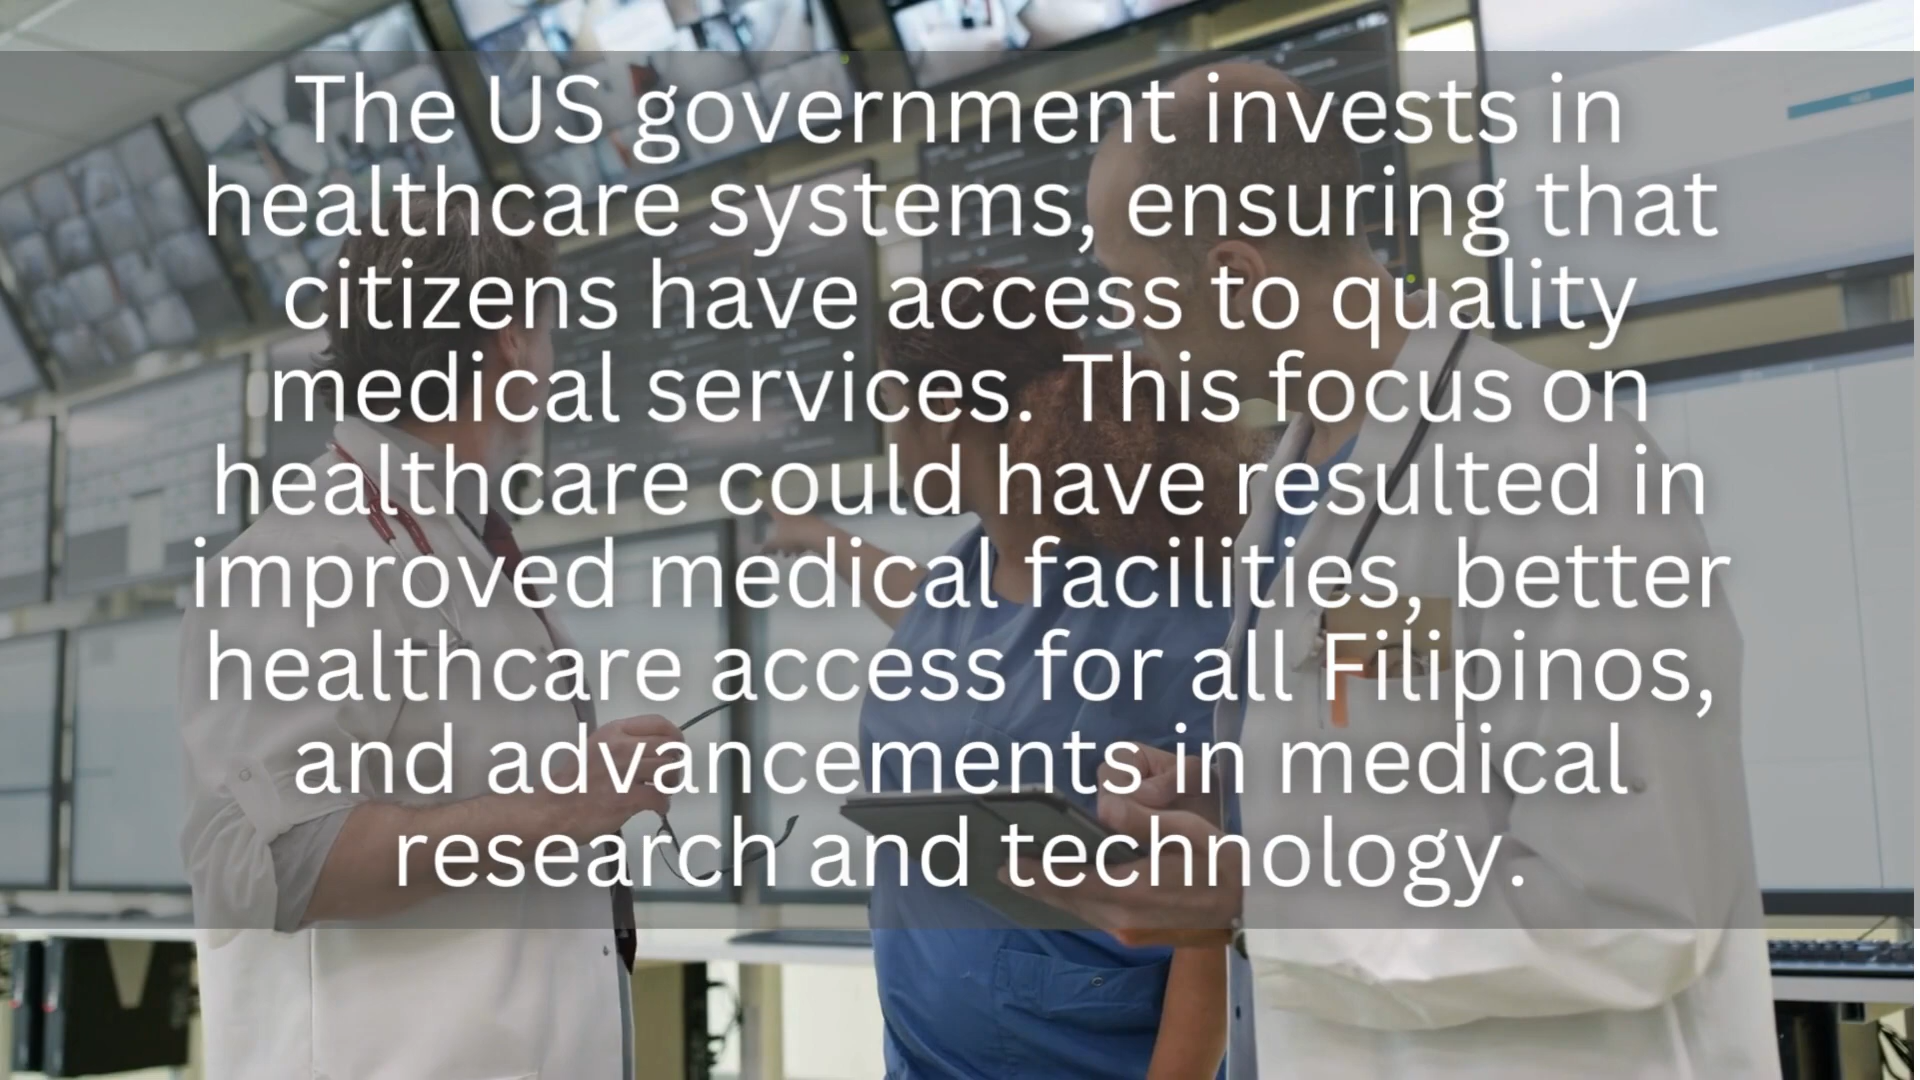 The US government invests in
healthcare systems, ensuring that
citizens have access to quality
medical services. This focus on
healthcare could have resulted in
improved medical facilities, better
healthcare access for all Filipinos,
and advancements in medical
research and technology.